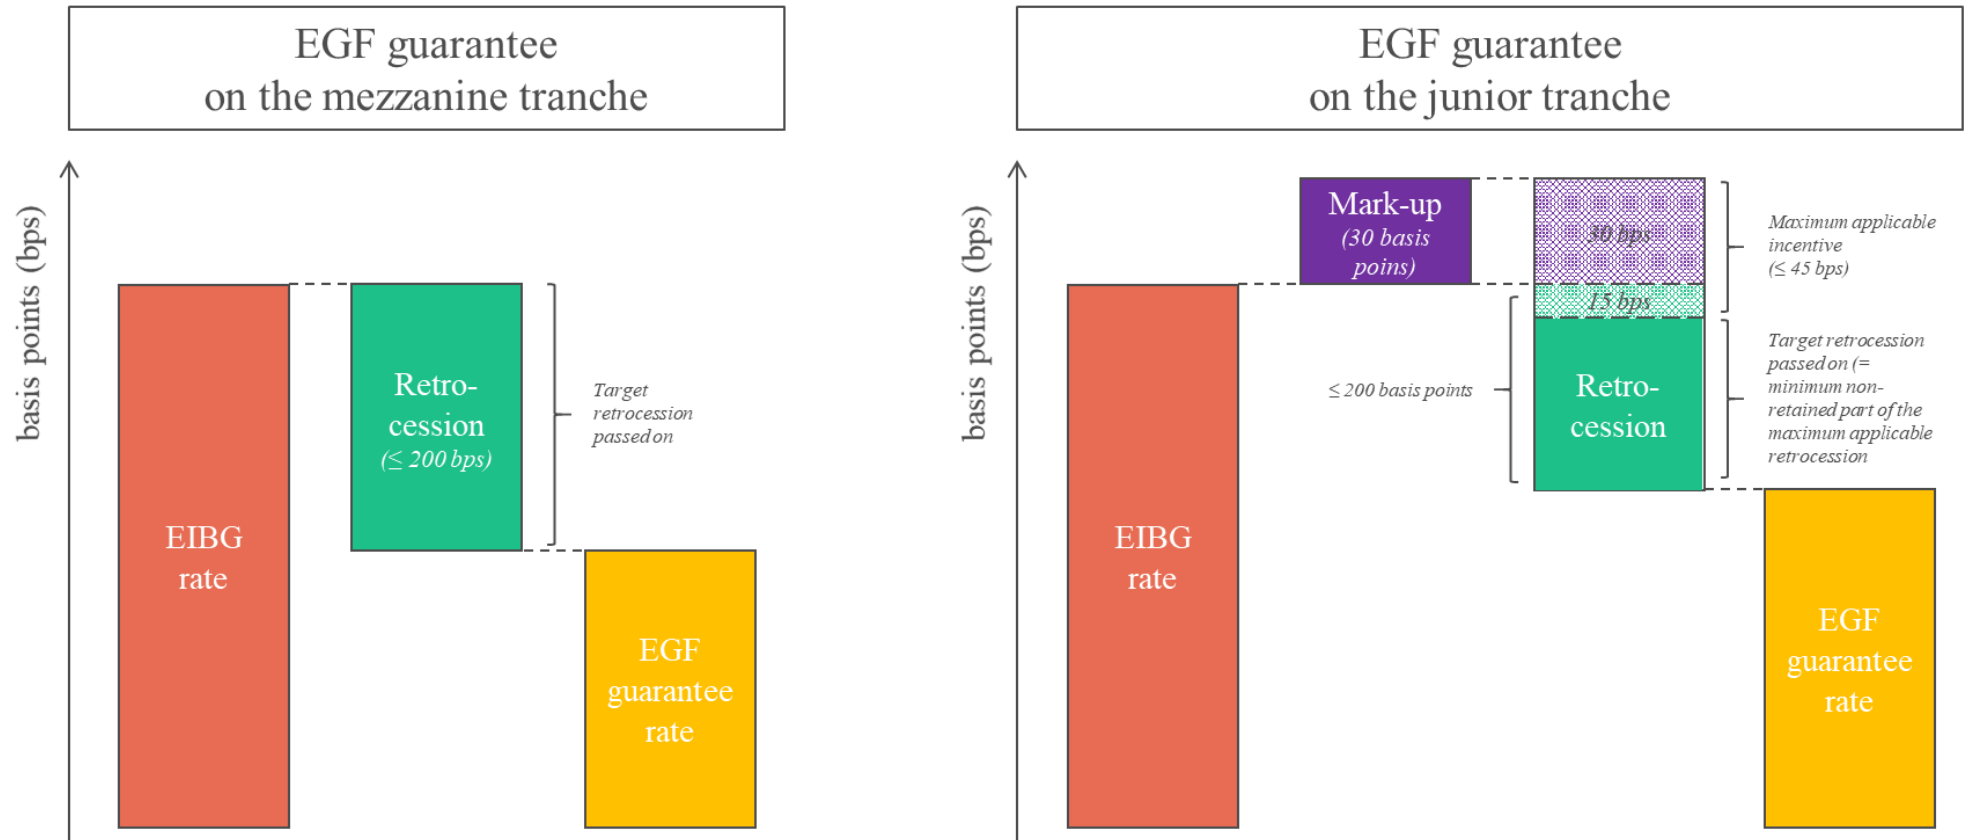 EGF guarantee
on the mezzanine tranche
basis points (bps)
EIBG
rate
Retro-
cession
(≤ 200 bps)
Target
retrocession
passed on
EGF
guarantee
rate
EGF guarantee
on the junior tranche
basis points (bps)
EIBG
rate
Mark-up
(30 basis
poins)
30 bps
15 bps
Maximum applicable
incentive
(≤ 45 bps)
≤ 200 basis points
Retro-
cession
Target retrocession
passed on (=
minimum non-
retained part of the
maximum applicable
retrocession
EGF
guarantee
rate